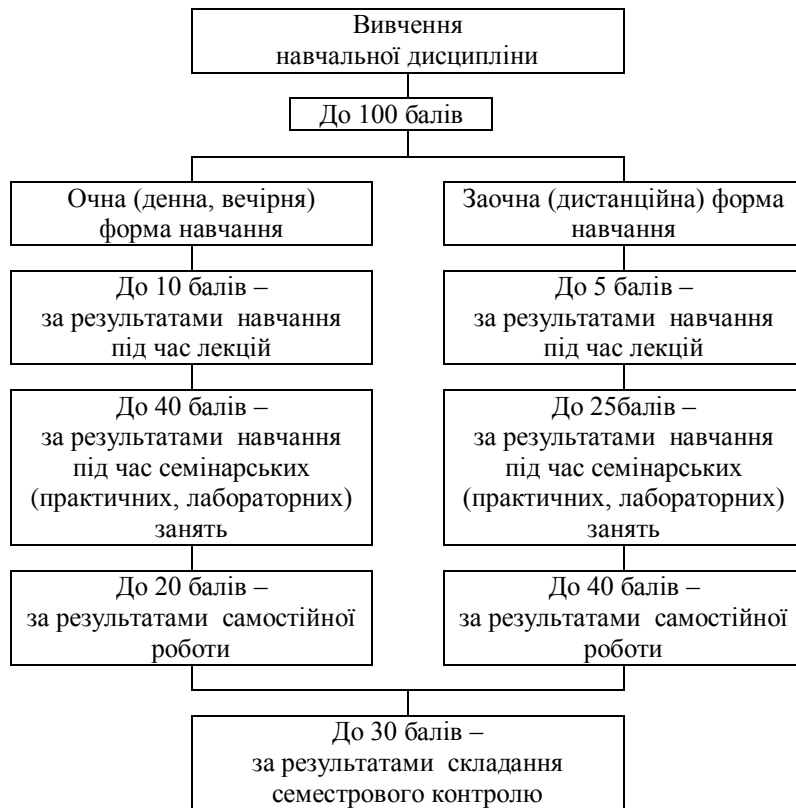 Вивчення
навчальної дисципліни
До 100 балів
Очна (денна, вечірня)
форма навчання
Заочна (дистанційна) форма
навчання
До 10 балів –
за результатами навчання
під час лекцій
До 5 балів –
за результатами навчання
під час лекцій
До 40 балів –
за результатами навчання
під час семінарських
(практичних, лабораторних)
занять
До 25балів –
за результатами навчання
під час семінарських
(практичних, лабораторних)
занять
До 20 балів –
за результатами самостійної
роботи
До 40 балів –
за результатами самостійної
роботи
До 30 балів –
за результатами складання
семестрового контролю